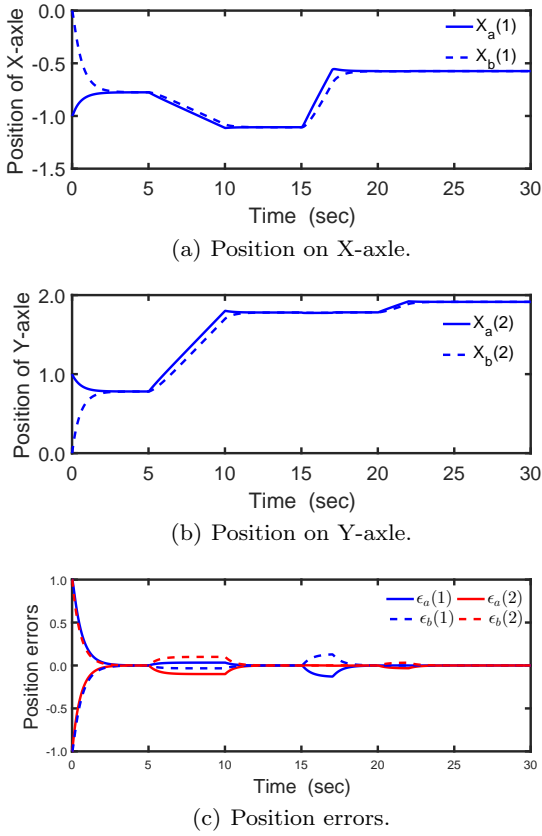 0.0
-0.5
-1.0
-1.5
Position of X-axle
X_a(1)
X_b(1)
0 5 10 15 20 25 30
Time (sec)
(a) Position on X-axle.
2.0
1.0
0.0
Position of Y-axle
X_a(2)
X_b(2)
0 5 10 15 20 25 30
Time (sec)
(b) Position on Y-axle.
1.0
0.5
0.0
-0.5
-1.0
Position errors
ϵ_a(1) ϵ_a(2)
ϵ_b(1) ϵ_b(2)
0 5 10 15 20 25 30
Time (sec)
(c) Position errors.